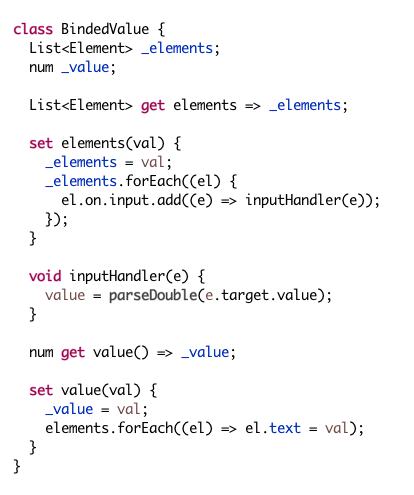 class BindedValue {
  List<Element> _elements;
  num _value;

  List<Element> get elements => _elements;

  set elements(val) {
    _elements = val;
    _elements.forEach((el) {
      el.on.input.add((e) => inputHandler(e));
    });
  }

  void inputHandler(e) {
    value = parseDouble(e.target.value);
  }

  num get value() => _value;

  set value(val) {
    _value = val;
    elements.forEach((el) => el.text = val);
  }
}